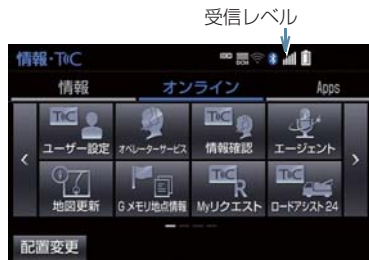 受信レベル
情報・T@C
DCM
情報 オンライン Apps
T@C T@C
ユーザー設定 オペレーターサービス 情報確認 エージェント
T@C T@C
R
地図更新 Gメモリ地点情報 Myリクエスト ロードアシスト24
配置変更